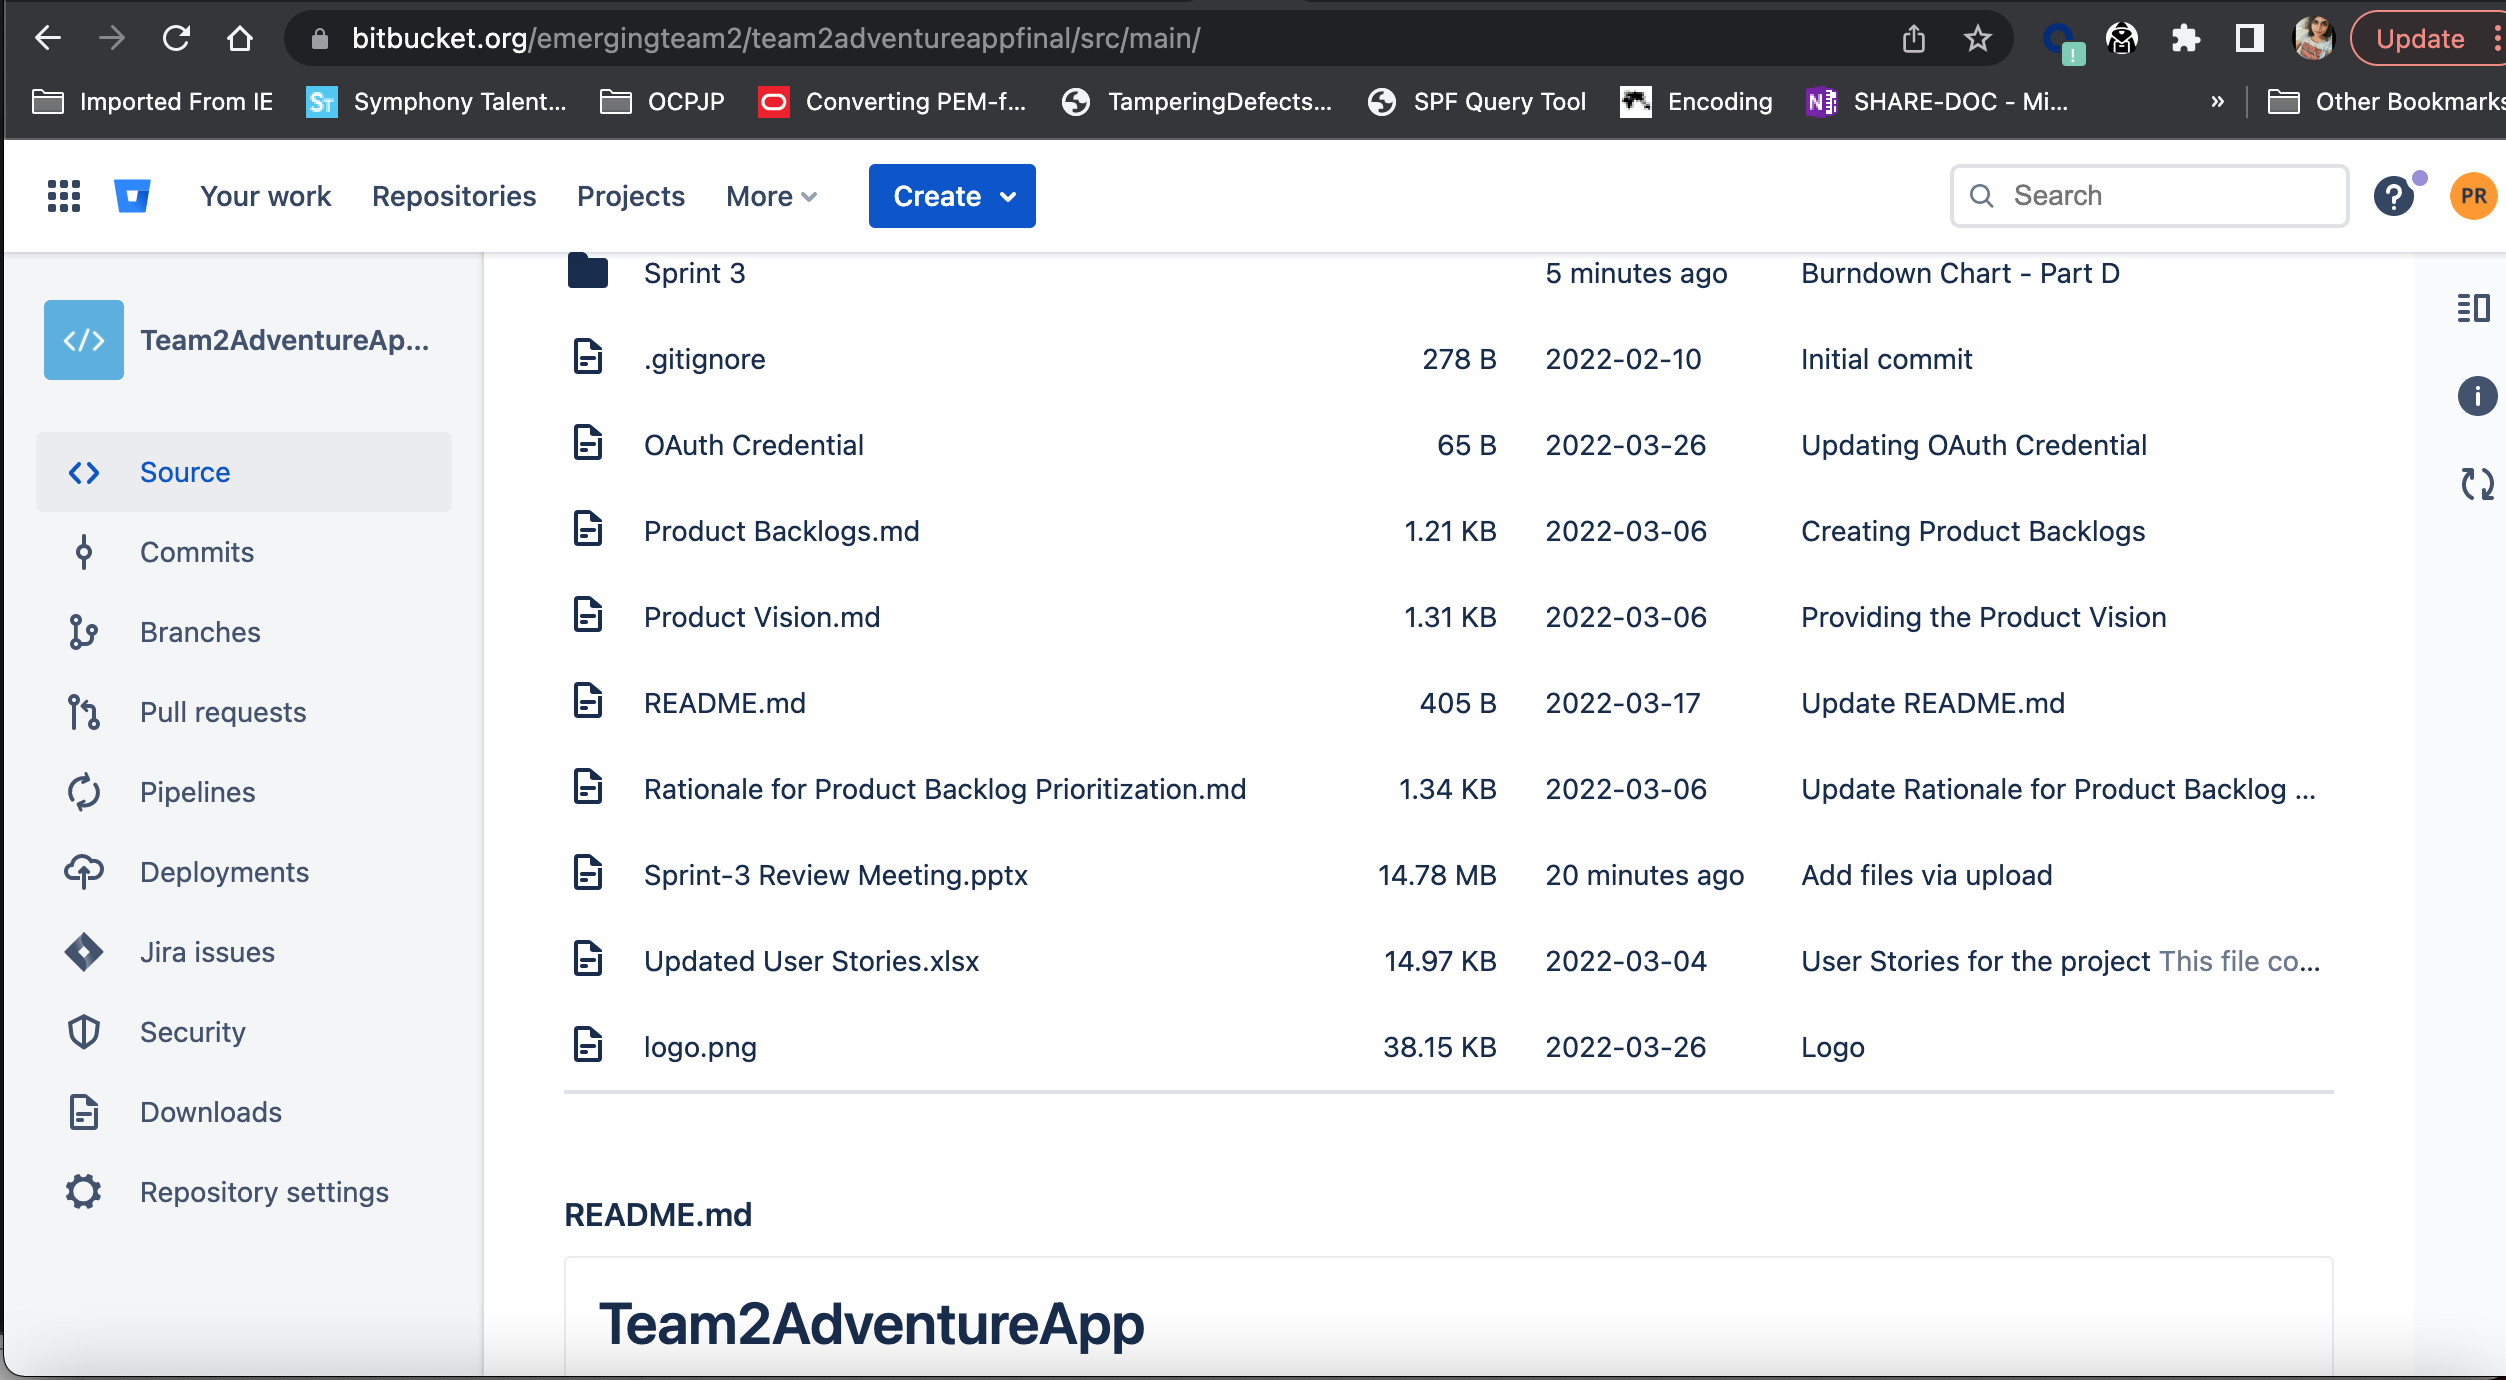 bitbucket.org/emergingteam2/team2adventureappfinal/src/main/
Update
Imported From IE
ST Symphony Talent...
OCPJP
Converting PEM-f...
TamperingDefects...
SPF Query Tool
Encoding
N SHARE-DOC - Mi...
»
Other Bookmarks
Your work
Repositories
Projects
More
Create
Search
?
PR
</> Team2AdventureAp...
Source
Commits
Branches
Pull requests
Pipelines
Deployments
Jira issues
Security
Downloads
Repository settings
Sprint 3 5 minutes ago Burndown Chart - Part D
.gitignore 278 B 2022-02-10 Initial commit
OAuth Credential 65 B 2022-03-26 Updating OAuth Credential
Product Backlogs.md 1.21 KB 2022-03-06 Creating Product Backlogs
Product Vision.md 1.31 KB 2022-03-06 Providing the Product Vision
README.md 405 B 2022-03-17 Update README.md
Rationale for Product Backlog Prioritization.md 1.34 KB 2022-03-06 Update Rationale for Product Backlog ...
Sprint-3 Review Meeting.pptx 14.78 MB 20 minutes ago Add files via upload
Updated User Stories.xlsx 14.97 KB 2022-03-04 User Stories for the project This file co...
logo.png 38.15 KB 2022-03-26 Logo
README.md
Team2AdventureApp